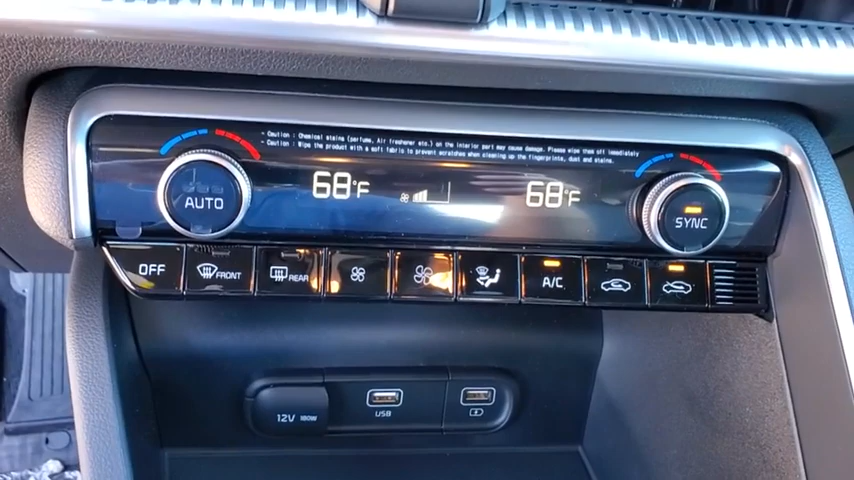 Caution : Chemical stains (perfume, Air freshener etc.) on the interior part may cause damage. Please wipe them off immediately
Caution : Wipe the product with a soft fabric to prevent scratches when cleaning up the fingerprints, dust and stains.
68°F 68°F
AUTO SYNC
OFF FRONT REAR A/C
12V 180W USB